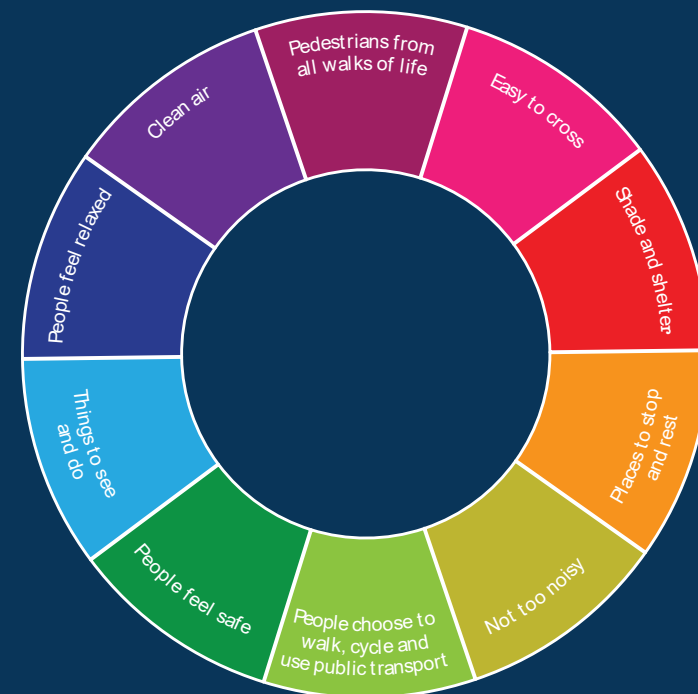 Pedestrians from
all walks of life
Easy to cross
Shade and shelter
Places to stop
and rest
Not too noisy
People choose to
walk, cycle and
use public transport
People feel safe
Things to see
and do
People feel relaxed
Clean air